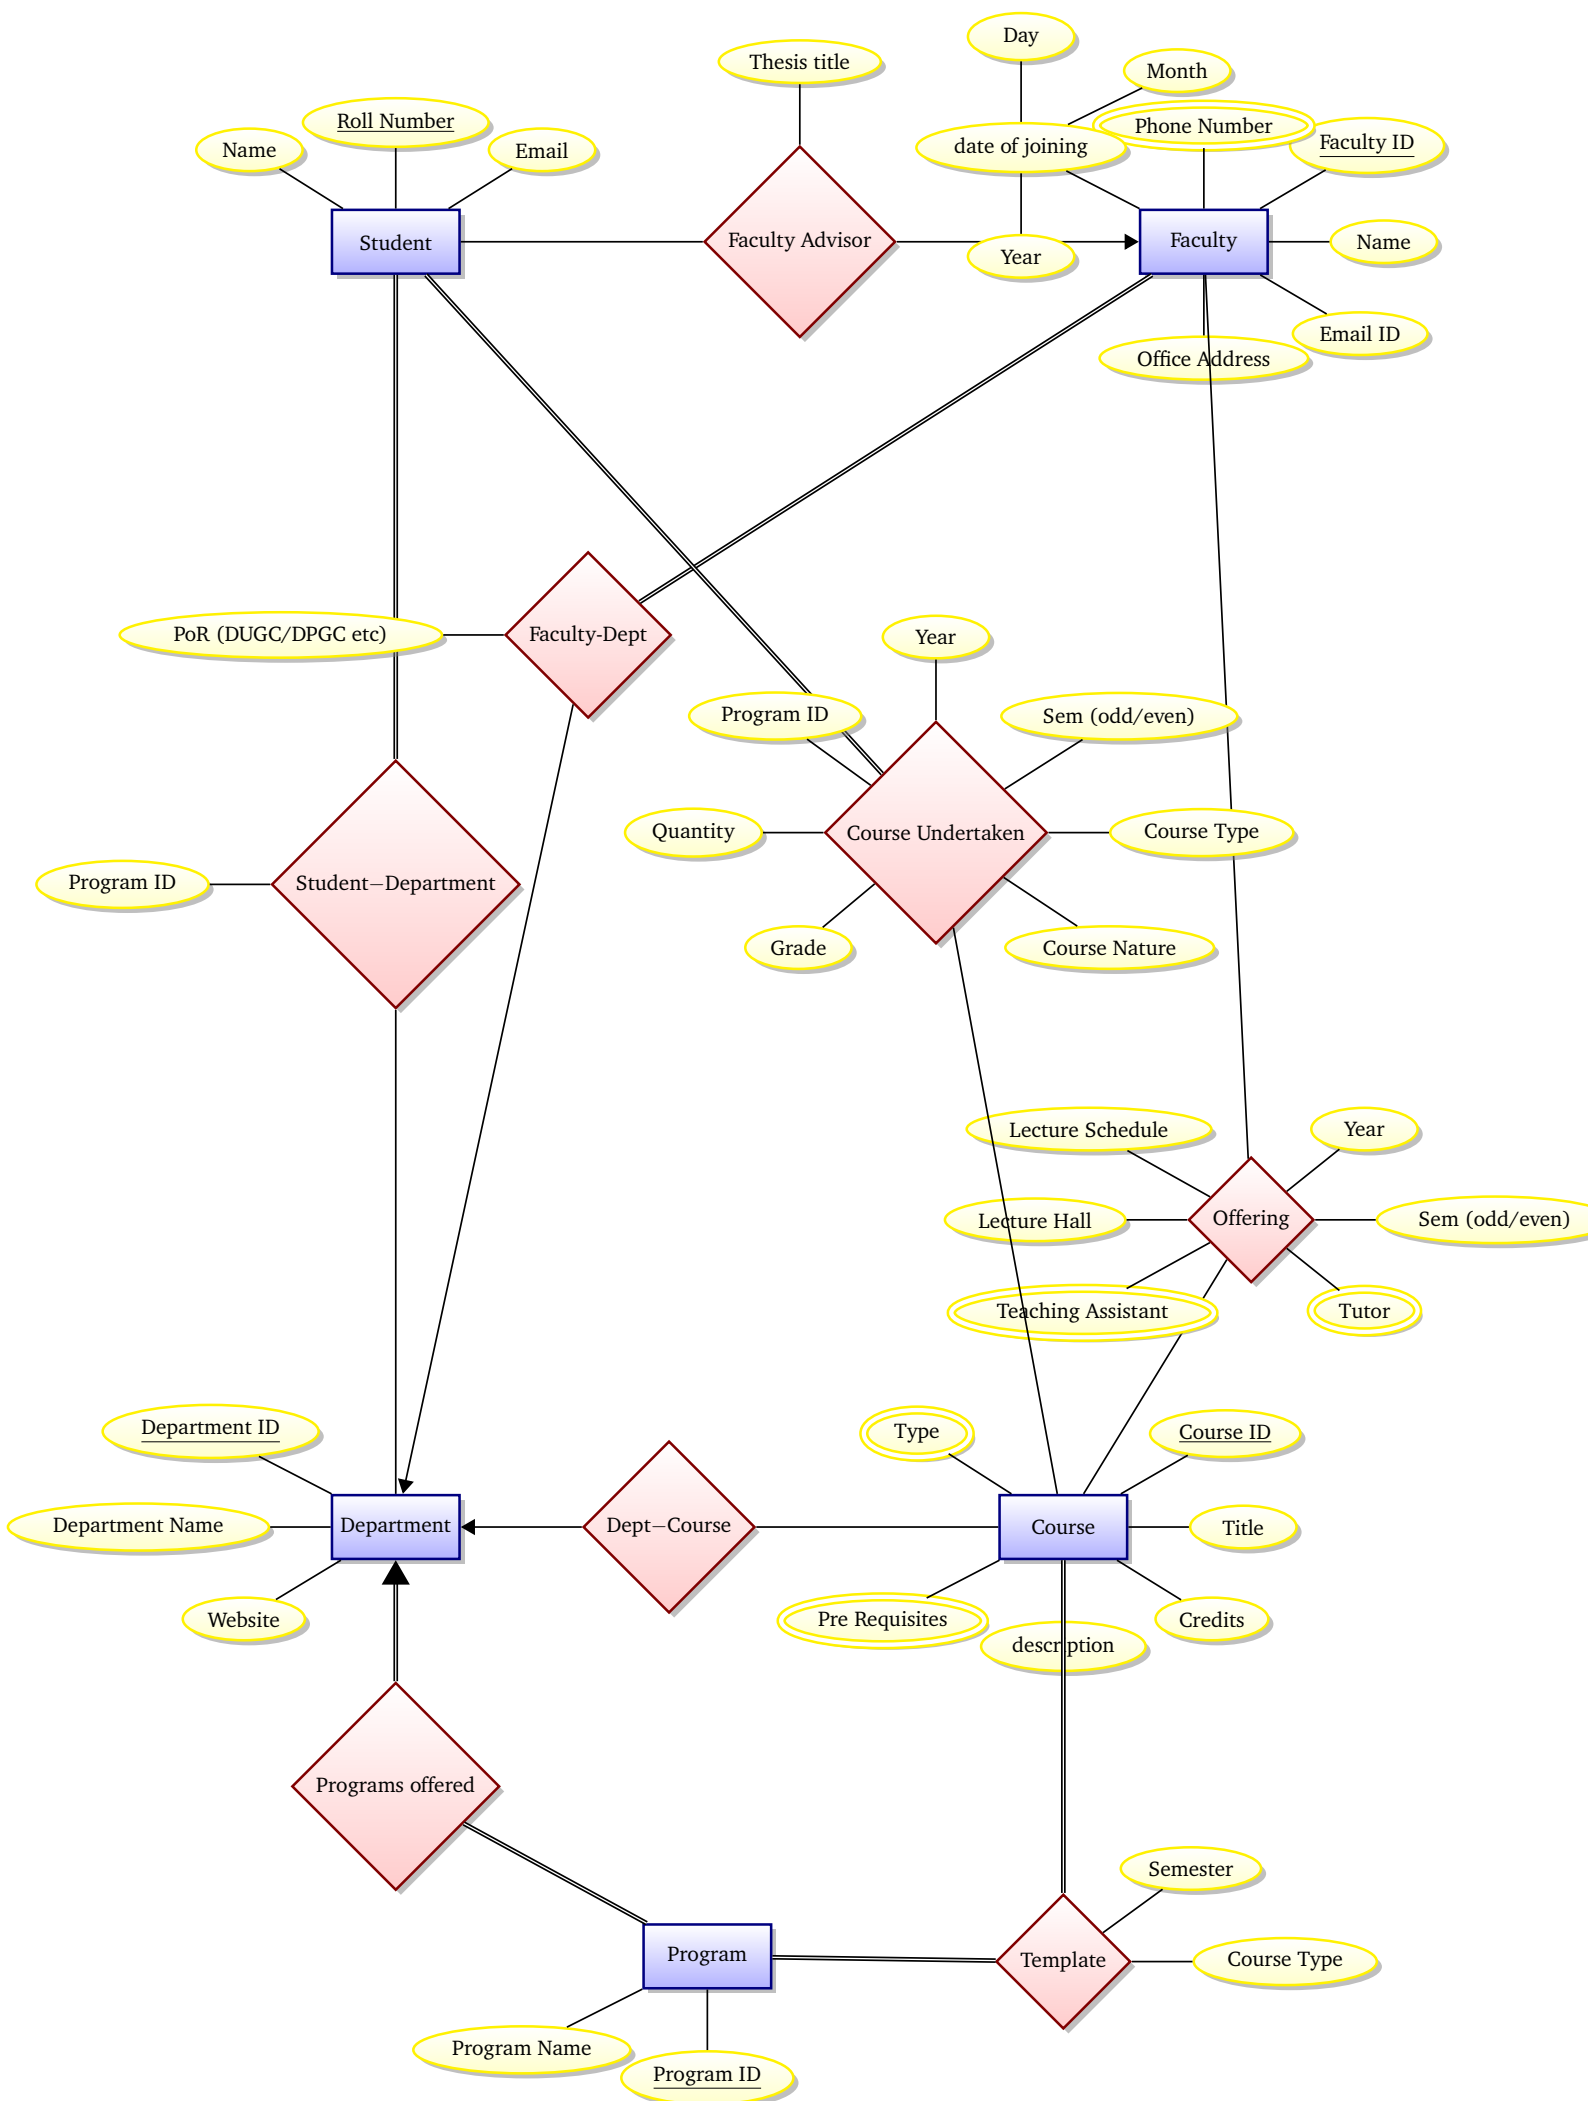 Day
Thesis title
Month
Roll Number
Phone Number
Faculty ID
Name
Email
date of joining
Student
Faculty Advisor
Faculty
Name
Year
Email ID
Office Address
PoR (DUGC/DPGC etc)
Faculty-Dept
Year
Program ID
Sem (odd/even)
Quantity
Course Undertaken
Course Type
Program ID
Student−Department
Grade
Course Nature
Lecture Schedule
Year
Lecture Hall
Offering
Sem (odd/even)
Teaching Assistant
Tutor
Department ID
Type
Course ID
Department Name
Department
Dept−Course
Course
Title
Website
Pre Requisites
description
Credits
Programs offered
Semester
Program
Template
Course Type
Program Name
Program ID